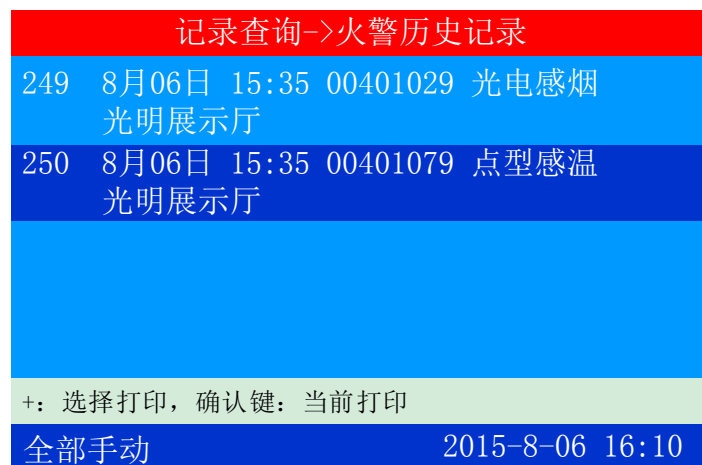 记录查询->火警历史记录
249 8月06日 15:35 00401029 光电感烟
光明展示厅
250 8月06日 15:35 00401079 点型感温
光明展示厅
+: 选择打印，确认键: 当前打印
全部手动 2015-8-06 16:10